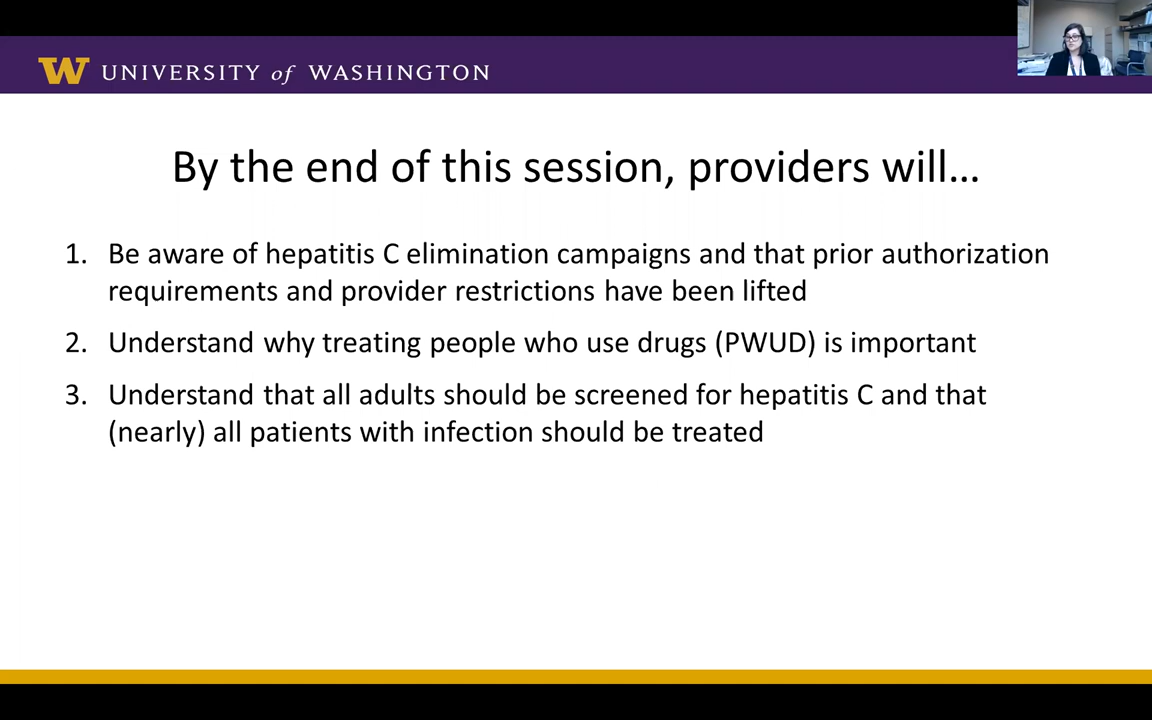 W UNIVERSITY of WASHINGTON
By the end of this session, providers will...
1. Be aware of hepatitis C elimination campaigns and that prior authorization
requirements and provider restrictions have been lifted
2. Understand why treating people who use drugs (PWUD) is important
3. Understand that all adults should be screened for hepatitis C and that
(nearly) all patients with infection should be treated